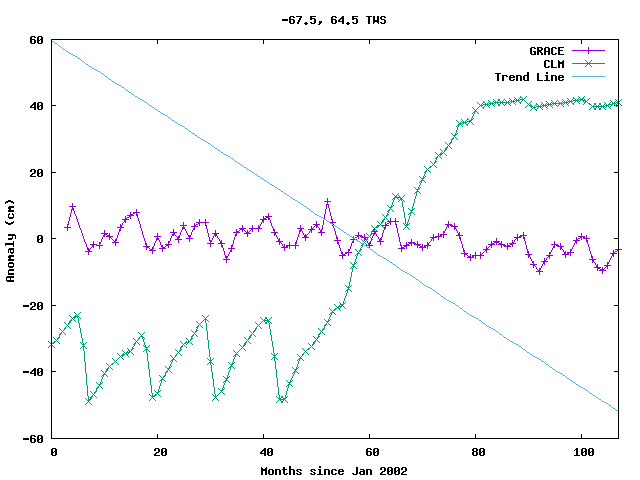 -67.5, 64.5 TWS
GRACE
CLM
Trend Line
60
40
20
0
-20
-40
-60
Anomaly (cm)
0 20 40 60 80 100
Months since Jan 2002